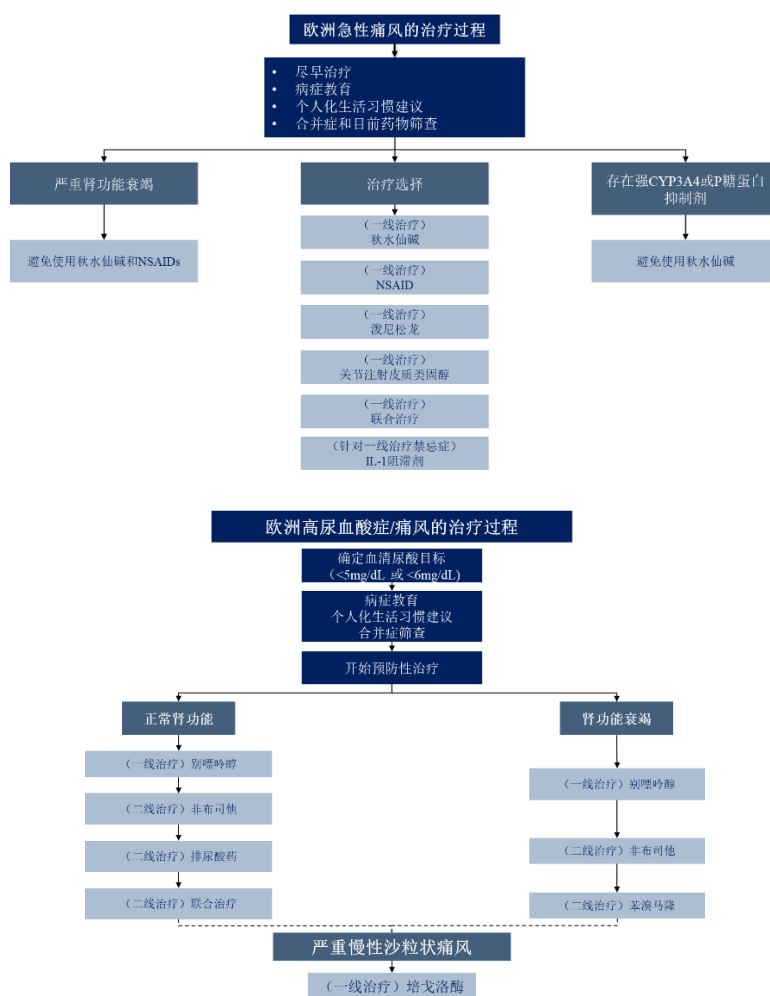 欧洲急性痛风的治疗过程
• 尽早治疗
• 病症教育
• 个人化生活习惯建议
• 合并症和目前药物筛查
严重肾功能衰竭
治疗选择
存在强CYP3A4或P糖蛋白
抑制剂
避免使用秋水仙碱和NSAIDs
(一线治疗)
秋水仙碱
避免使用秋水仙碱
(一线治疗)
NSAID
(一线治疗)
泼尼松龙
(一线治疗)
关节注射皮质类固醇
(一线治疗)
联合治疗
(针对一线治疗禁忌症)
IL-1阻滞剂
欧洲高尿血酸症/痛风的治疗过程
确定血清尿酸目标
(<5mg/dL 或 <6mg/dL)
病症教育
个人化生活习惯建议
合并症筛查
开始预防性治疗
正常肾功能
肾功能衰竭
(一线治疗)别嘌呤醇
(二线治疗)非布司他
(二线治疗)排尿酸药
(二线治疗)联合治疗
(一线治疗)别嘌呤醇
(二线治疗)非布司他
(二线治疗)苯溴马隆
严重慢性沙粒状痛风
(一线治疗)培戈洛酶